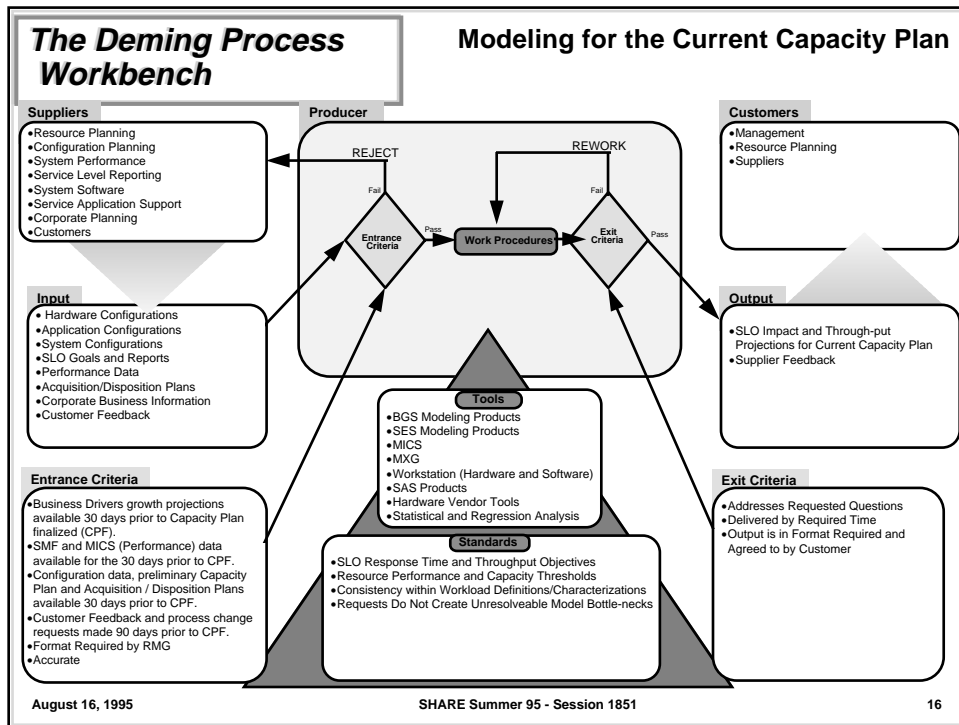 The Deming Process
Workbench
Modeling for the Current Capacity Plan
Suppliers
•Resource Planning
•Configuration Planning
•System Performance
•Service Level Reporting
•System Software
•Service Application Support
•Corporate Planning
•Customers
Producer
REJECT
REWORK
Fail
Fail
Entrance
Criteria
Pass
Work Procedures
Exit
Criteria
Pass
Customers
•Management
•Resource Planning
•Suppliers
Input
• Hardware Configurations
•Application Configurations
•System Configurations
•SLO Goals and Reports
•Performance Data
•Acquisition/Disposition Plans
•Corporate Business Information
•Customer Feedback
Output
•SLO Impact and Through-put
Projections for Current Capacity Plan
•Supplier Feedback
Tools
•BGS Modeling Products
•SES Modeling Products
•MICS
•MXG
•Workstation (Hardware and Software)
•SAS Products
•Hardware Vendor Tools
•Statistical and Regression Analysis
Entrance Criteria
•Business Drivers growth projections
available 30 days prior to Capacity Plan
finalized (CPF).
•SMF and MICS (Performance) data
available for the 30 days prior to CPF.
•Configuration data, preliminary Capacity
Plan and Acquisition / Disposition Plans
available 30 days prior to CPF.
•Customer Feedback and process change
requests made 90 days prior to CPF.
•Format Required by RMG
•Accurate
Standards
•SLO Response Time and Throughput Objectives
•Resource Performance and Capacity Thresholds
•Consistency within Workload Definitions/Characterizations
•Requests Do Not Create Unresolveable Model Bottle-necks
Exit Criteria
•Addresses Requested Questions
•Delivered by Required Time
•Output is in Format Required and
Agreed to by Customer
August 16, 1995
SHARE Summer 95 - Session 1851
16